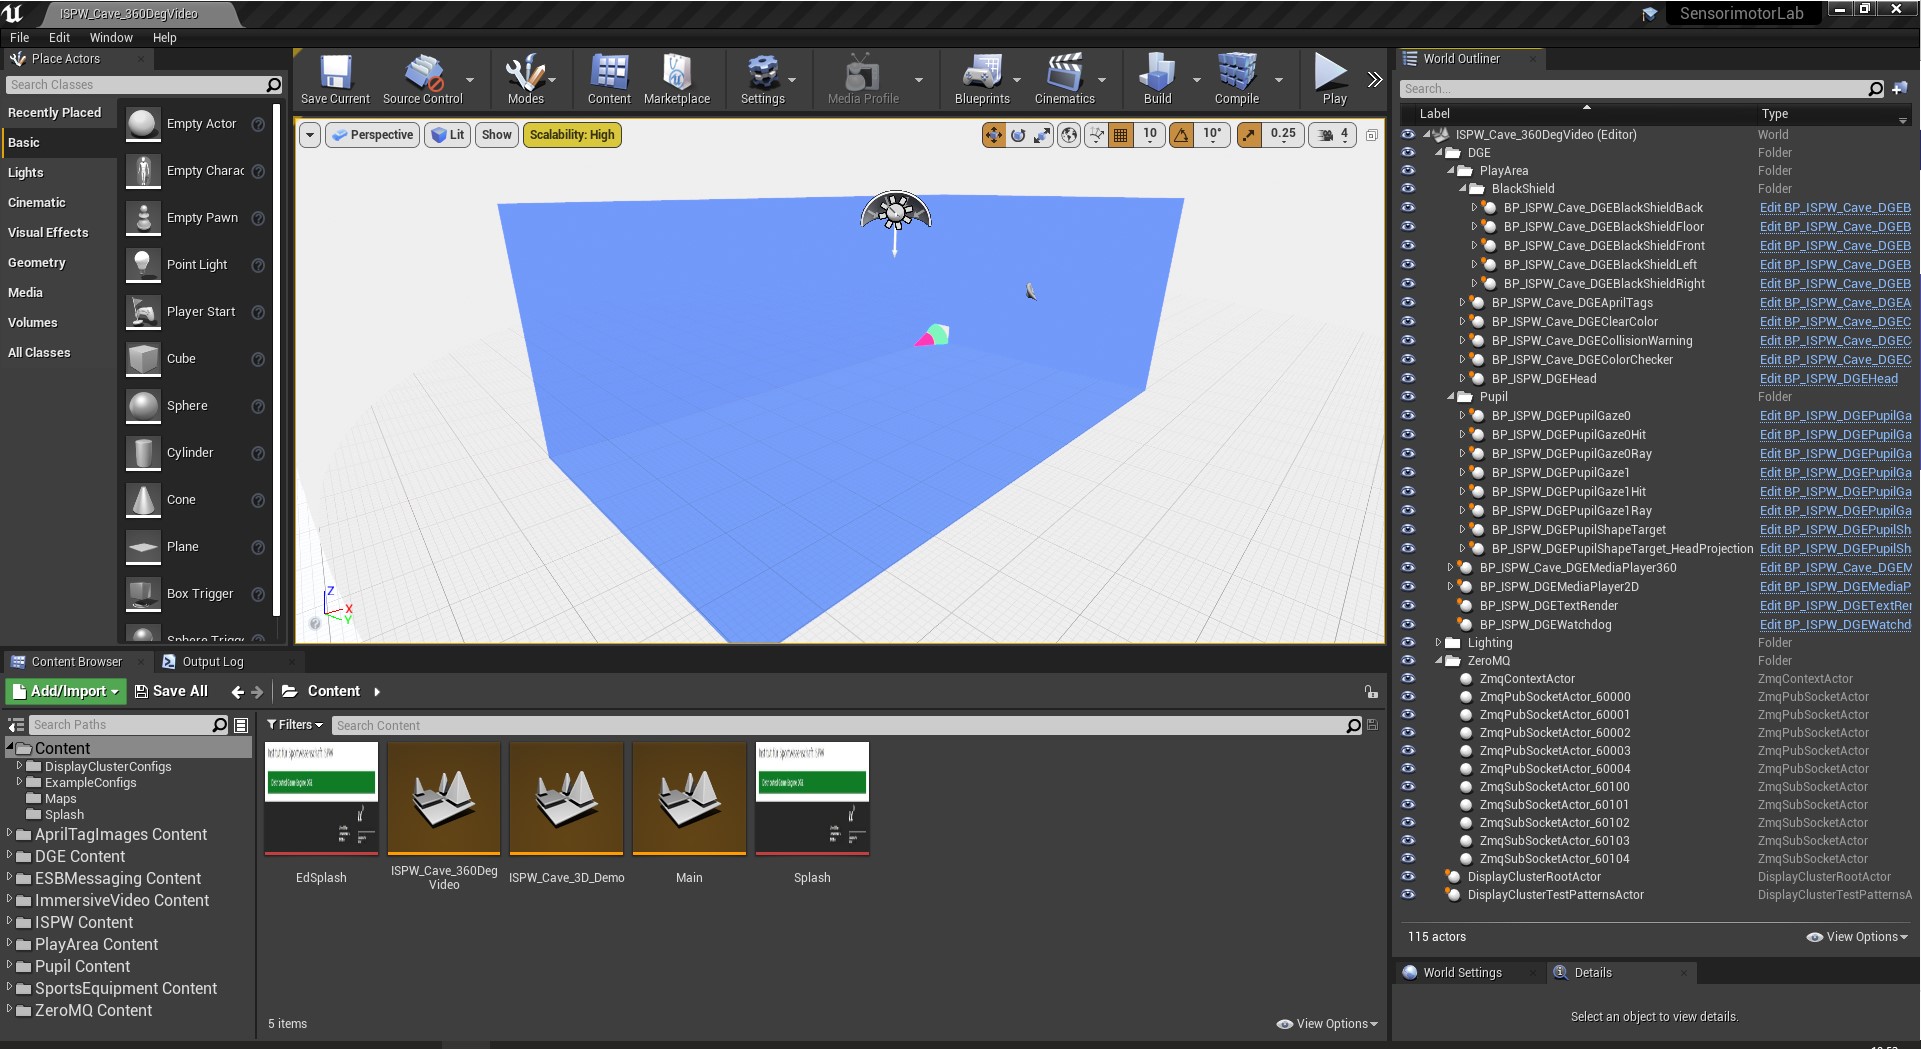 ISPW_Cave_360DegVideo
SensorimotorLab
File Edit Window Help
Place Actors
Search Classes
Recently Placed
Basic
Lights
Cinematic
Visual Effects
Geometry
Media
Volumes
All Classes
Empty Actor
Empty Charac
Empty Pawn
Point Light
Player Start
Cube
Sphere
Cylinder
Cone
Plane
Box Trigger
Sphere Trigg
Save Current
Source Control
Modes
Content
Marketplace
Settings
Media Profile
Blueprints
Cinematics
Build
Compile
Play
Perspective
Lit
Show
Scalability: High
10
10°
0.25
4
Z
X
Y
World Outliner
Search...
Label Type
ISPW_Cave_360DegVideo (Editor) World
DGE Folder
PlayArea Folder
BlackShield Folder
BP_ISPW_Cave_DGEBlackShieldBack Edit BP_ISPW_Cave_DGEB
BP_ISPW_Cave_DGEBlackShieldFloor Edit BP_ISPW_Cave_DGEB
BP_ISPW_Cave_DGEBlackShieldFront Edit BP_ISPW_Cave_DGEB
BP_ISPW_Cave_DGEBlackShieldLeft Edit BP_ISPW_Cave_DGEB
BP_ISPW_Cave_DGEBlackShieldRight Edit BP_ISPW_Cave_DGEB
BP_ISPW_Cave_DGEAprilTags Edit BP_ISPW_Cave_DGEA
BP_ISPW_Cave_DGEClearColor Edit BP_ISPW_Cave_DGEC
BP_ISPW_Cave_DGECollisionWarning Edit BP_ISPW_Cave_DGEC
BP_ISPW_Cave_DGEColorChecker Edit BP_ISPW_Cave_DGEC
BP_ISPW_DGEHead Edit BP_ISPW_DGEHead
Pupil Folder
BP_ISPW_DGEPupilGaze0 Edit BP_ISPW_DGEPupilGa
BP_ISPW_DGEPupilGaze0Hit Edit BP_ISPW_DGEPupilGa
BP_ISPW_DGEPupilGaze0Ray Edit BP_ISPW_DGEPupilGa
BP_ISPW_DGEPupilGaze1 Edit BP_ISPW_DGEPupilGa
BP_ISPW_DGEPupilGaze1Hit Edit BP_ISPW_DGEPupilGa
BP_ISPW_DGEPupilGaze1Ray Edit BP_ISPW_DGEPupilGa
BP_ISPW_DGEPupilShapeTarget Edit BP_ISPW_DGEPupilSh
BP_ISPW_DGEPupilShapeTarget_HeadProjection Edit BP_ISPW_DGEPupilSh
BP_ISPW_Cave_DGEMediaPlayer360 Edit BP_ISPW_Cave_DGEM
BP_ISPW_DGEMediaPlayer2D Edit BP_ISPW_DGEMediaP
BP_ISPW_DGETextRender Edit BP_ISPW_DGETextRer
BP_ISPW_DGEWatchdog Edit BP_ISPW_DGEWatchd
Lighting Folder
ZeroMQ Folder
ZmqContextActor ZmqContextActor
ZmqPubSocketActor_60000 ZmqPubSocketActor
ZmqPubSocketActor_60001 ZmqPubSocketActor
ZmqPubSocketActor_60002 ZmqPubSocketActor
ZmqPubSocketActor_60003 ZmqPubSocketActor
ZmqPubSocketActor_60004 ZmqPubSocketActor
ZmqSubSocketActor_60100 ZmqSubSocketActor
ZmqSubSocketActor_60101 ZmqSubSocketActor
ZmqSubSocketActor_60102 ZmqSubSocketActor
ZmqSubSocketActor_60103 ZmqSubSocketActor
ZmqSubSocketActor_60104 ZmqSubSocketActor
DisplayClusterRootActor DisplayClusterRootActor
DisplayClusterTestPatternsActor DisplayClusterTestPatternsA
115 actors
View Options
World Settings
Details
Select an object to view details.
Content Browser
Output Log
Add/Import
Save All
Content
Search Paths
Filters
Search Content
Content
DisplayClusterConfigs
ExampleConfigs
Maps
Splash
AprilTagImages Content
DGE Content
ESBMessaging Content
ImmersiveVideo Content
ISPW Content
PlayArea Content
Pupil Content
SportsEquipment Content
ZeroMQ Content
EdSplash
ISPW_Cave_360Deg
Video
ISPW_Cave_3D_Demo
Main
Splash
5 items
View Options